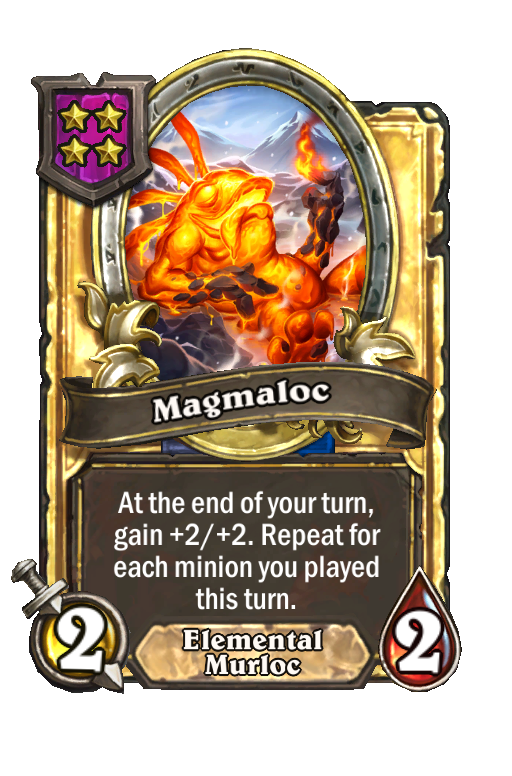 Magmaloc
At the end of your turn,
gain +2/+2. Repeat for
each minion you played
this turn.
Elemental
Murloc
2
2